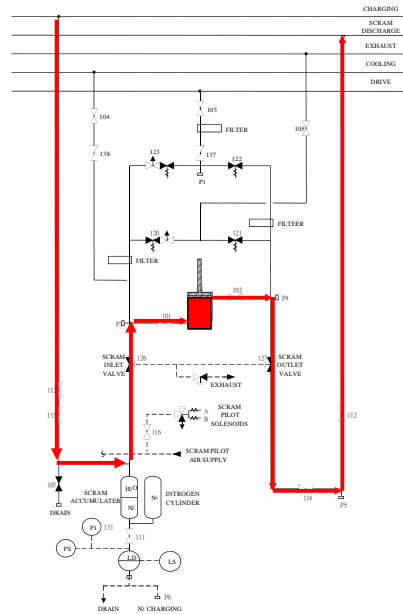 CHARGING
SCRAM
DISCHARGE
EXHAUST
COOLING
DRIVE
103
104
105
FILTER
138
123
137
122
P1
FILTEER
120
121
FILTER
102
P4
101
SCRAM
INLET
VALVE
126
127
SCRAM
OUTLET
VALVE
EXHAUST
115
112
A
B
SCRAM
PILOT
SOLENOIDS
116
SCRAM PILOT
AIR SUPPLY
107
DRAIN
SCRAM
ACCUMULATER
H2O
N2
N2
INTROGEN
CYLINDER
114
P5
PI
131
111
PS
LD
LS
P6
DRAIN
N2 CHARGING